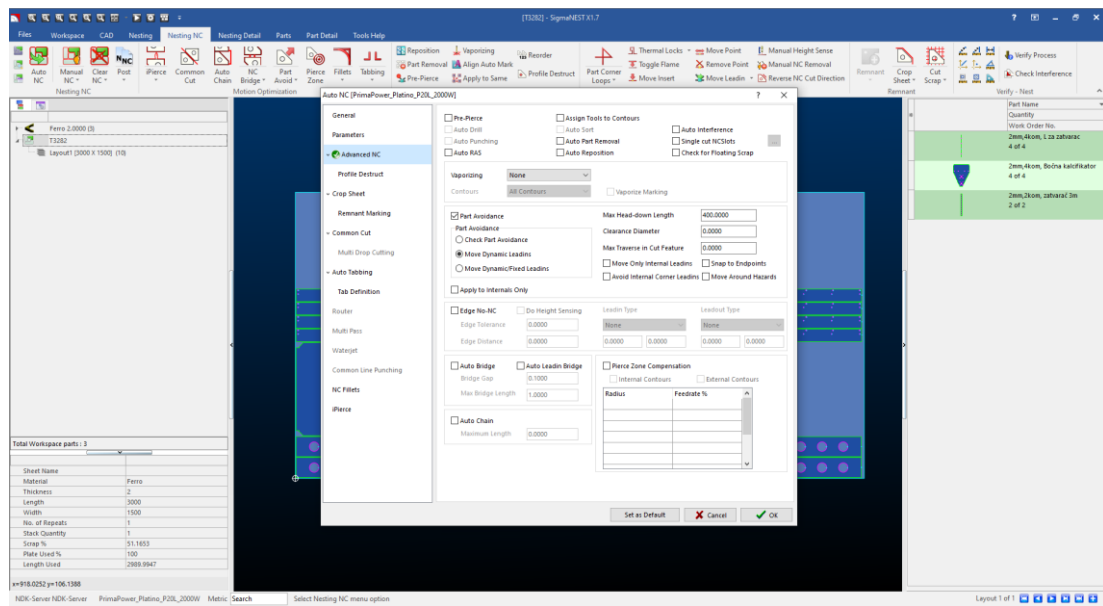 [T3282] - SigmaNEST X1.7
Files Workspace CAD Nesting Nesting NC Nesting Detail Parts Part Detail Tools Help
Auto NC
Manual NC
Clear NC
Post
iPierce
Common Cut
Auto Chain
NC Bridge
Part Avoid
Pierce Zone
Fillets
Tabbing
Reposition
Part Removal
Pre-Pierce
Vaporizing
Align Auto Mark
Apply to Same
Reorder
Profile Destruct
Part Corner Loops
Thermal Locks
Toggle Flame
Move Insert
Move Point
Remove Point
Move Leadin
Manual Height Sense
Manual NC Removal
Reverse NC Cut Direction
Remnant
Crop Sheet
Cut Scrap
Verify Process
Check Interference
Nesting NC
Motion Optimization
Remnant
Verify - Nest
Ferro 2.0000 (3)
T3282
Layout1 [3000 X 1500] (10)
Total Workspace parts : 3
Sheet Name
Material Ferro
Thickness 2
Length 3000
Width 1500
No. of Repeats 1
Stack Quantity 1
Scrap % 51.1653
Plate Used % 100
Length Used 2989.9947
x=918.0252 y=106.1388
Auto NC [PrimaPower_Platino_P20L_2000W] ?
General
Parameters
Advanced NC
Profile Destruct
Crop Sheet
Remnant Marking
Common Cut
Multi Drop Cutting
Auto Tabbing
Tab Definition
Router
Multi Pass
Waterjet
Common Line Punching
NC Fillets
iPierce
Pre-Pierce Assign Tools to Contours
Auto Drill Auto Sort Auto Interference
Auto Punching Auto Part Removal Single cut NCSlots ...
Auto RAS Auto Reposition Check for Floating Scrap
Vaporizing None
Contours All Contours Vaporize Marking
Part Avoidance Max Head-down Length 400.0000
Part Avoidance Clearance Diameter 0.0000
Check Part Avoidance Max Traverse in Cut Feature 0.0000
Move Dynamic Leadins Move Only Internal Leadins Snap to Endpoints
Move Dynamic/Fixed Leadins Avoid Internal Corner Leadins Move Around Hazards
Apply to Internals Only
Edge No-NC Do Height Sensing Leadin Type Leadout Type
Edge Tolerance 0.0000 None None
Edge Distance 0.0000 0.0000 0.0000 0.0000 0.0000
Auto Bridge Auto Leadin Bridge Pierce Zone Compensation
Bridge Gap 0.1000 Internal Contours External Contours
Max Bridge Length 1.0000 Radius Feedrate %
Auto Chain
Maximum Length 0.0000
Set as Default Cancel OK
Part Name
Quantity
Work Order No.
2mm,4kom, L za zatvarac
4 of 4
2mm,4kom, Bočna kalcifikator
4 of 4
2mm,2kom, zatvarač 3m
2 of 2
NDK-Server NDK-Server PrimaPower_Platino_P20L_2000W Metric Search Select Nesting NC menu option Layout 1 of 1